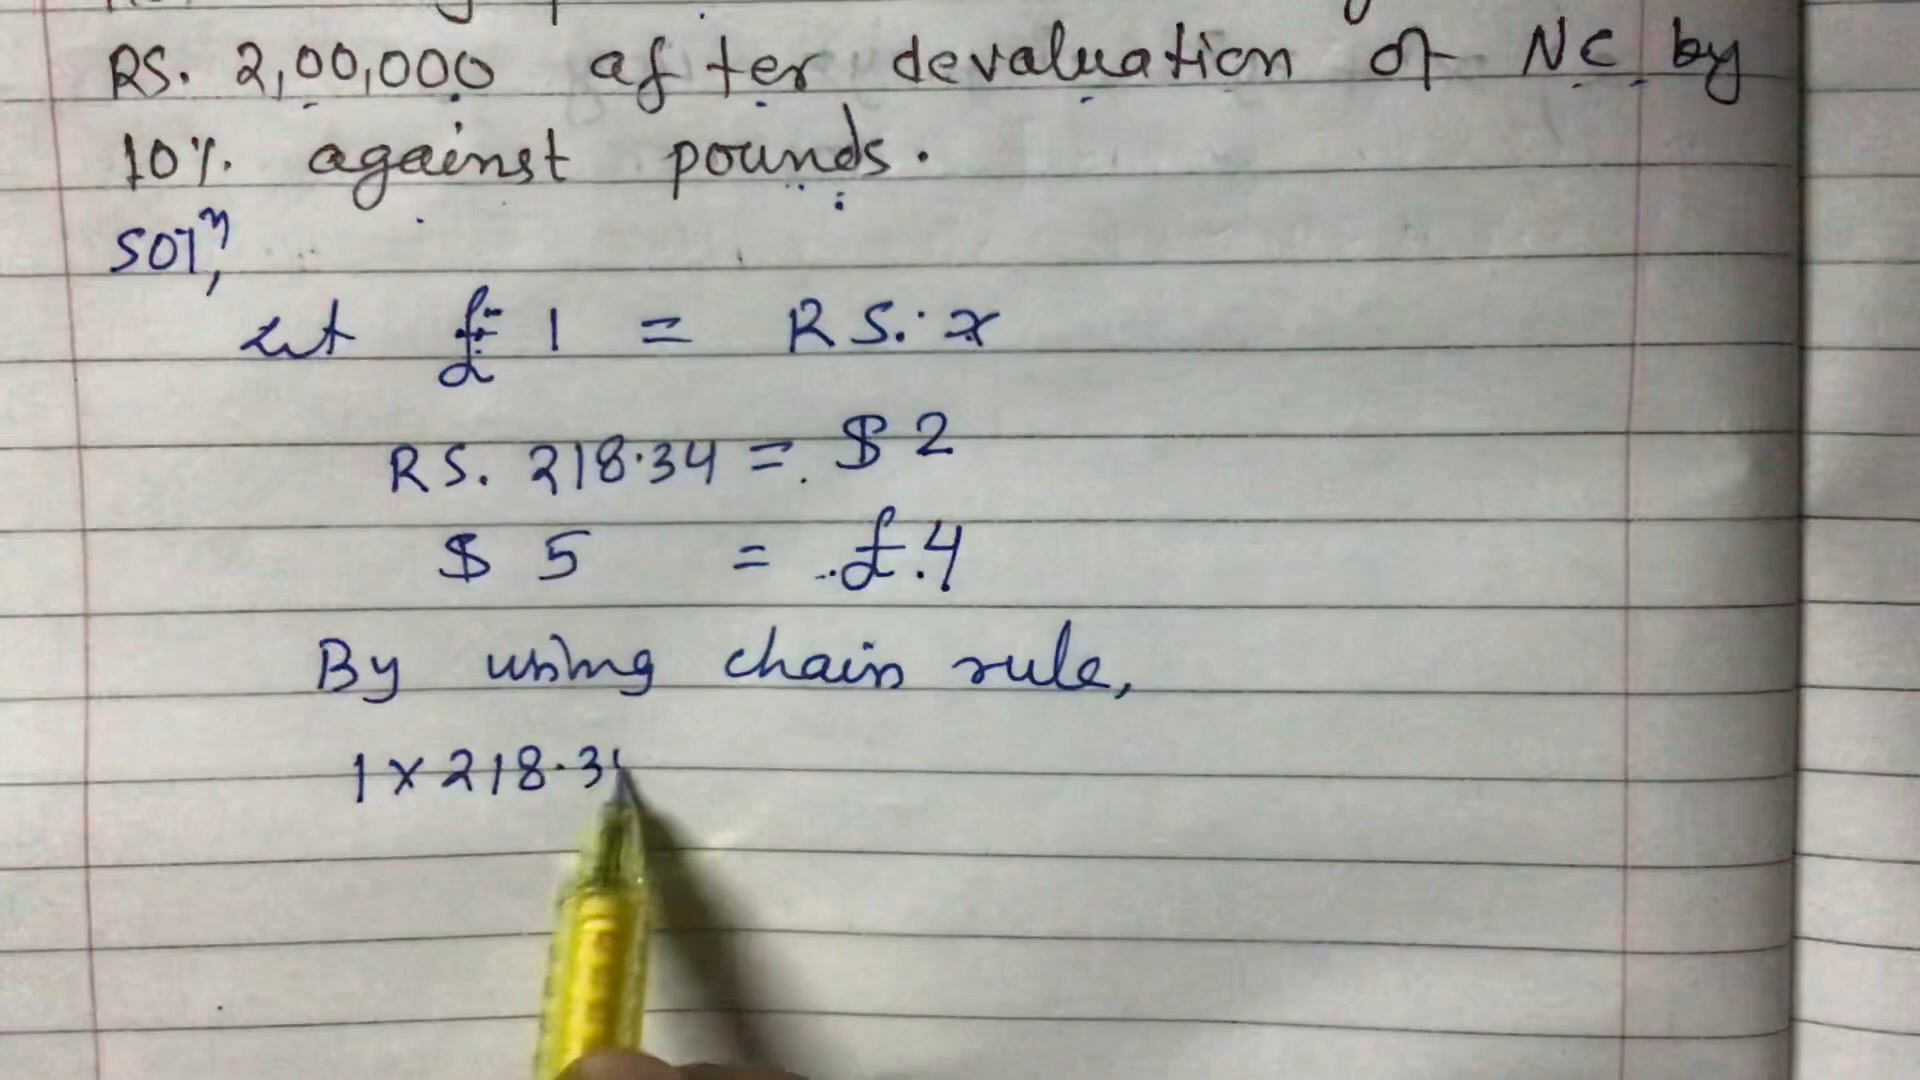 RS. 2,00,000 after devaluation of NC by
10% against pounds.
Solⁿ,
Let £ 1 = RS. x
RS. 218.34 = $ 2
$ 5 = £ 4
By using chain rule,
1 × 218.3